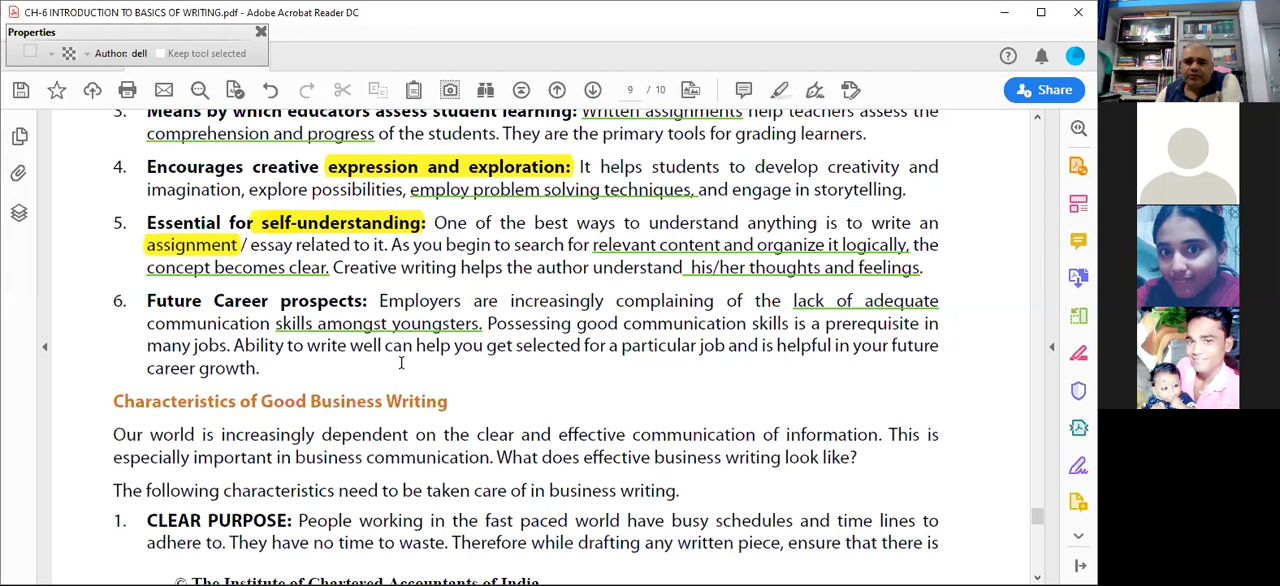 CH-6 INTRODUCTION TO BASICS OF WRITING.pdf - Adobe Acrobat Reader DC
Properties
Author: dell Keep tool selected
9 / 10
Share
3. Means by which educators assess student learning: Written assignments help teachers assess the
comprehension and progress of the students. They are the primary tools for grading learners.
4. Encourages creative expression and exploration: It helps students to develop creativity and
imagination, explore possibilities, employ problem solving techniques, and engage in storytelling.
5. Essential for self-understanding: One of the best ways to understand anything is to write an
assignment / essay related to it. As you begin to search for relevant content and organize it logically, the
concept becomes clear. Creative writing helps the author understand his/her thoughts and feelings.
6. Future Career prospects: Employers are increasingly complaining of the lack of adequate
communication skills amongst youngsters. Possessing good communication skills is a prerequisite in
many jobs. Ability to write well can help you get selected for a particular job and is helpful in your future
career growth.
Characteristics of Good Business Writing
Our world is increasingly dependent on the clear and effective communication of information. This is
especially important in business communication. What does effective business writing look like?
The following characteristics need to be taken care of in business writing.
1. CLEAR PURPOSE: People working in the fast paced world have busy schedules and time lines to
adhere to. They have no time to waste. Therefore while drafting any written piece, ensure that there is
© The Institute of Chartered Accountants of India